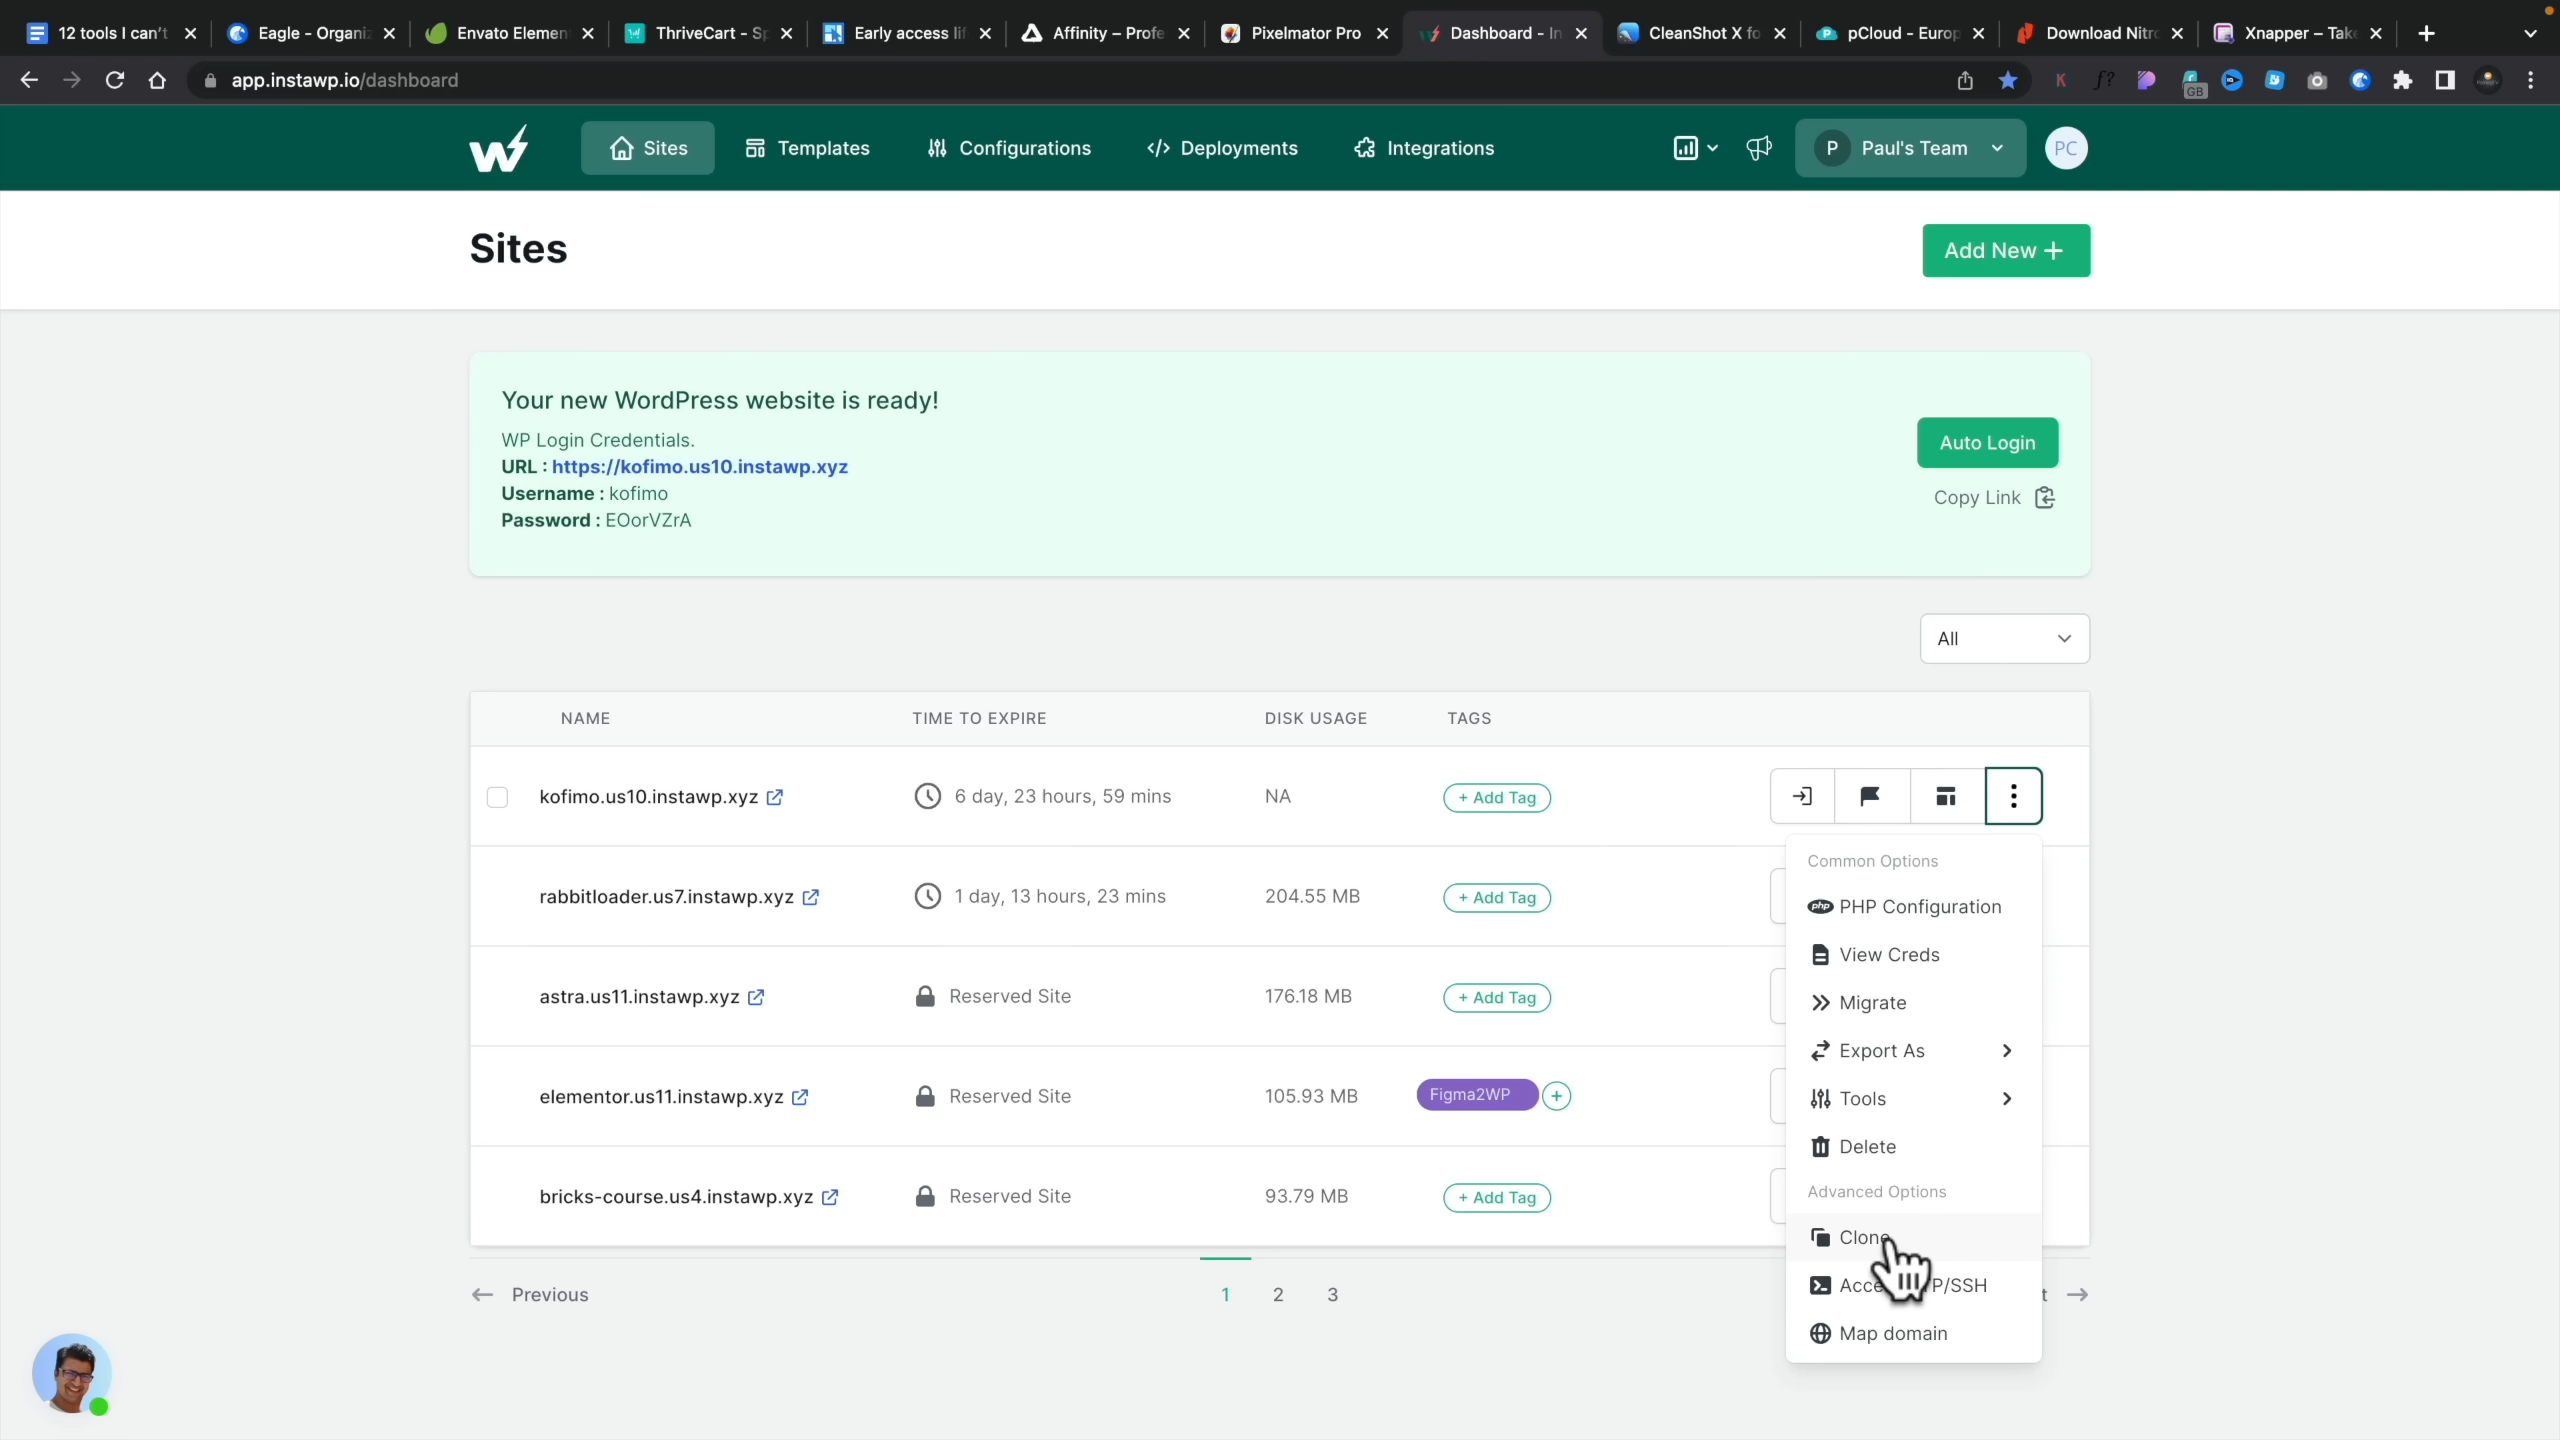 12 tools I can't
Eagle - Organiz
Envato Elemen
ThriveCart - Sp
Early access lif
Affinity – Profe
Pixelmator Pro
Dashboard - In
CleanShot X fo
pCloud - Europ
Download Nitro
Xnapper – Take
app.instawp.io/dashboard
GB
Sites
Templates
Configurations
Deployments
Integrations
P Paul's Team
PC
Sites
Add New +
Your new WordPress website is ready!
WP Login Credentials.
URL : https://kofimo.us10.instawp.xyz
Username : kofimo
Password : EOorVZrA
Auto Login
Copy Link
All
NAME TIME TO EXPIRE DISK USAGE TAGS
kofimo.us10.instawp.xyz 6 day, 23 hours, 59 mins NA + Add Tag
rabbitloader.us7.instawp.xyz 1 day, 13 hours, 23 mins 204.55 MB + Add Tag
astra.us11.instawp.xyz Reserved Site 176.18 MB + Add Tag
elementor.us11.instawp.xyz Reserved Site 105.93 MB Figma2WP +
bricks-course.us4.instawp.xyz Reserved Site 93.79 MB + Add Tag
Common Options
php PHP Configuration
View Creds
Migrate
Export As
Tools
Delete
Advanced Options
Clone
Map domain
Previous 1 2 3